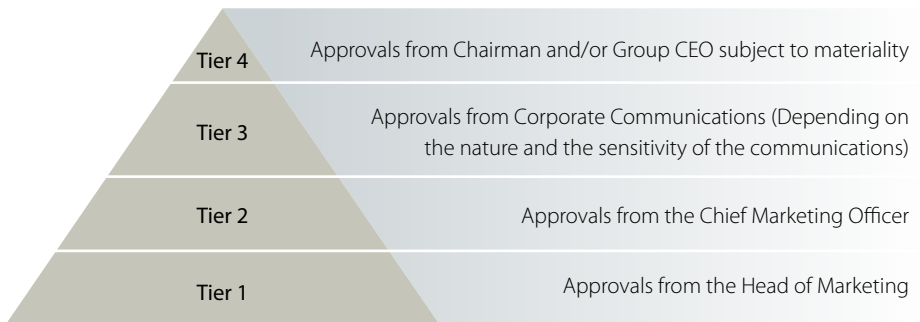 Tier 4
Approvals from Chairman and/or Group CEO subject to materiality
Tier 3
Approvals from Corporate Communications (Depending on
the nature and the sensitivity of the communications)
Tier 2
Approvals from the Chief Marketing Officer
Tier 1
Approvals from the Head of Marketing